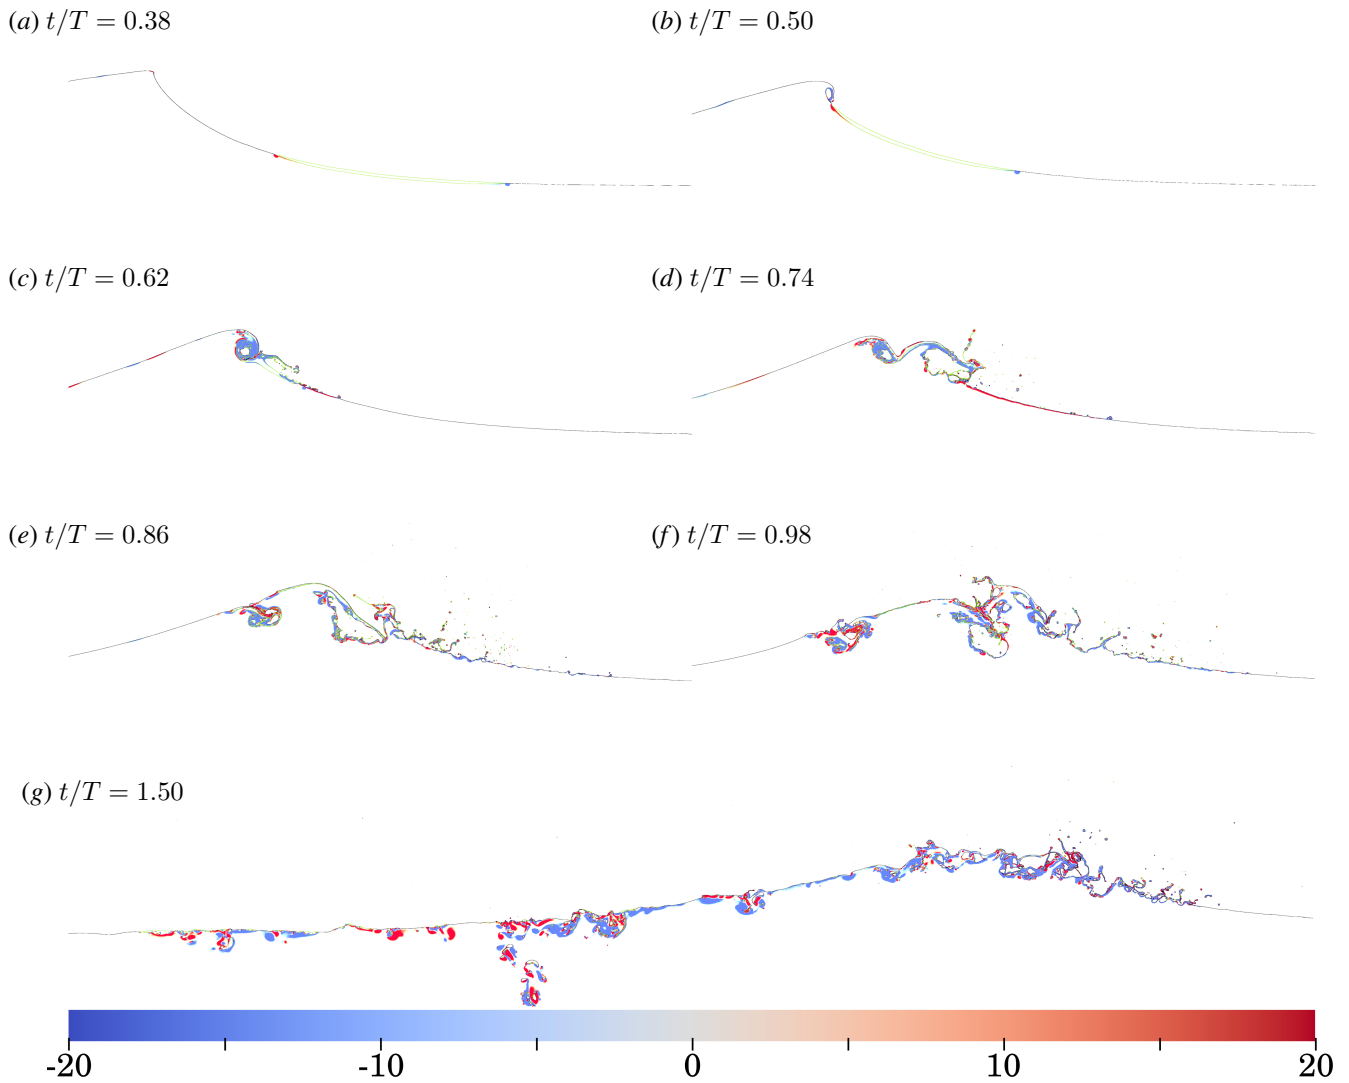 (a) t/T = 0.38
(b) t/T = 0.50
(c) t/T = 0.62
(d) t/T = 0.74
(e) t/T = 0.86
(f) t/T = 0.98
(g) t/T = 1.50
-20 -10 0 10 20